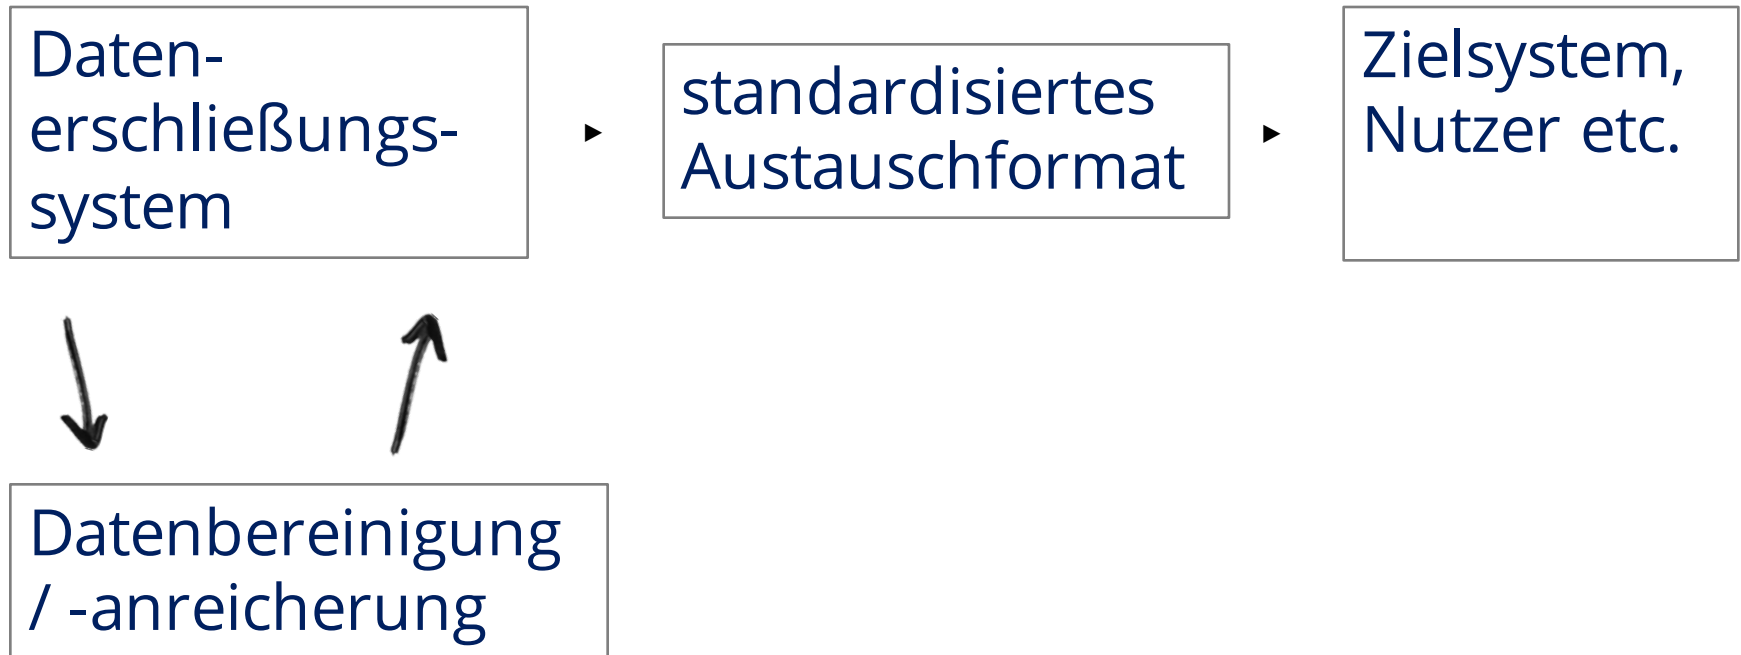 Daten-
erschließungs-
system
standardisiertes
Austauschformat
Zielsystem,
Nutzer etc.
Datenbereinigung
/ -anreicherung